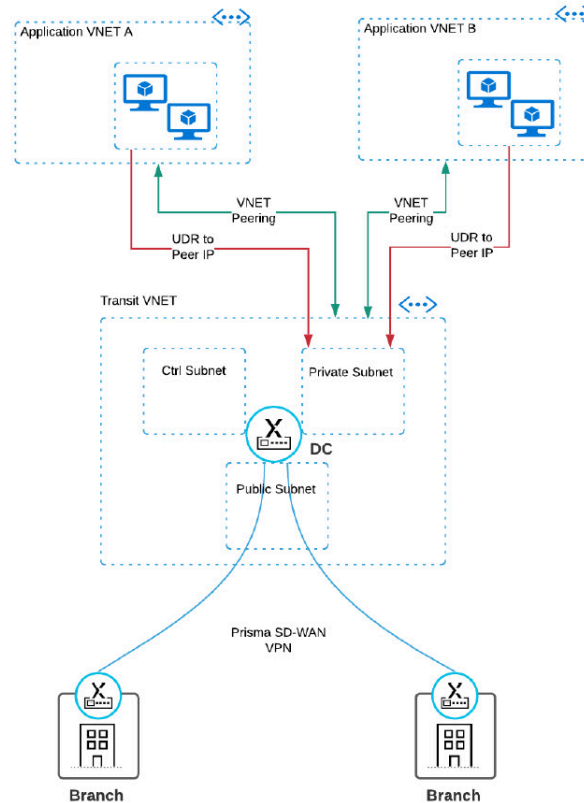 Application VNET A
Application VNET B
VNET
Peering
VNET
Peering
UDR to
Peer IP
UDR to
Peer IP
Transit VNET
Ctrl Subnet
Private Subnet
X
DC
Public Subnet
Prisma SD-WAN
VPN
X
X
Branch
Branch